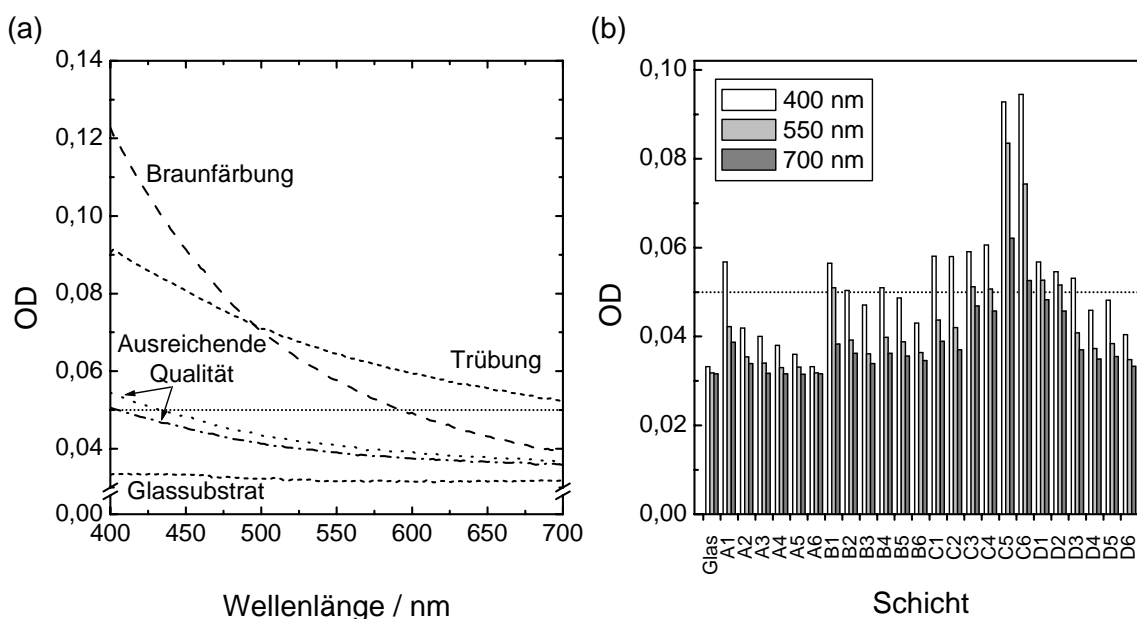 (a)
0,14
0,12
0,10
0,08
0,06
0,04
0,00
OD
Braunfärbung
Ausreichende
Qualität
Trübung
Glassubstrat
400 450 500 550 600 650 700
Wellenlänge / nm
(b)
0,10
0,08
0,06
0,04
0,02
0,00
OD
400 nm
550 nm
700 nm
Glas A1 A2 A3 A4 A5 A6 B1 B2 B3 B4 B5 B6 C1 C2 C3 C4 C5 C6 D1 D2 D3 D4 D5 D6
Schicht